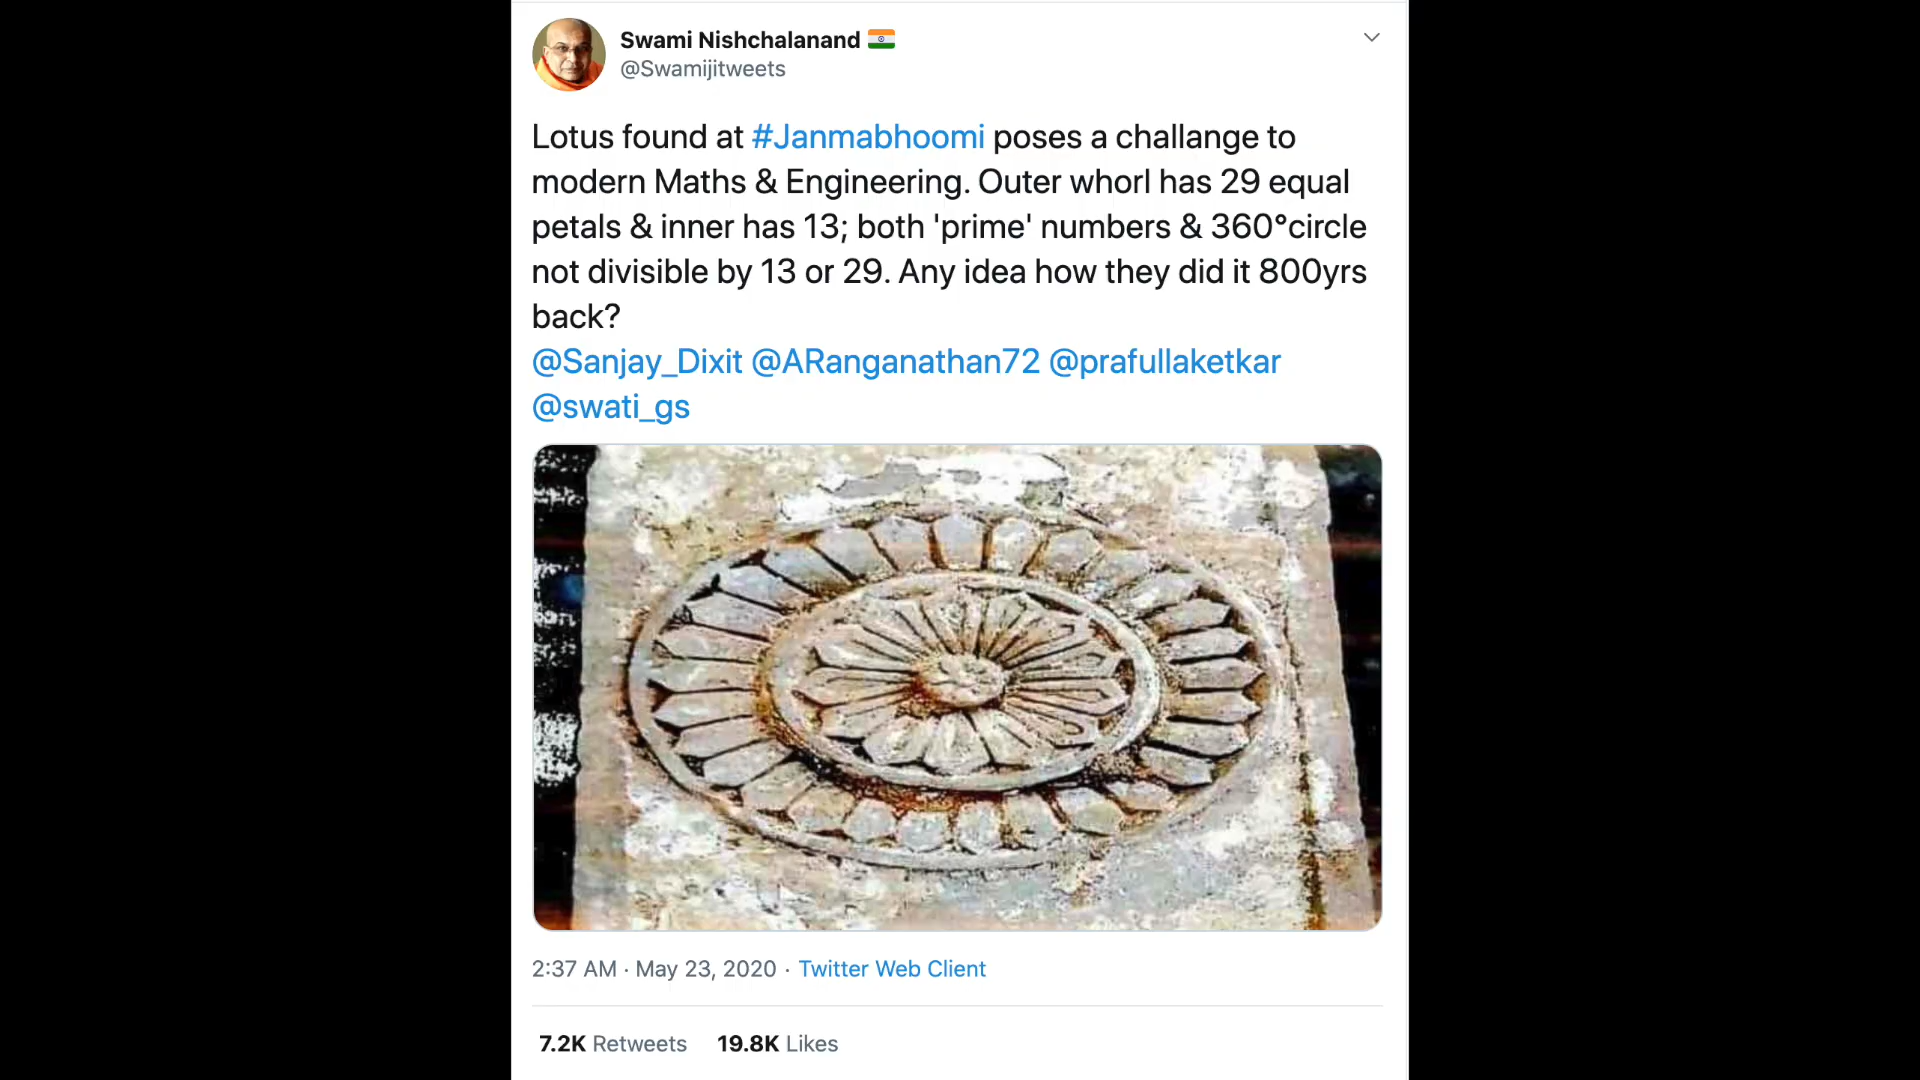 Swami Nishchalanand 🇮🇳
@Swamijitweets
Lotus found at #Janmabhoomi poses a challange to
modern Maths & Engineering. Outer whorl has 29 equal
petals & inner has 13; both 'prime' numbers & 360°circle
not divisible by 13 or 29. Any idea how they did it 800yrs
back?
@Sanjay_Dixit @ARanganathan72 @prafullaketkar
@swati_gs
2:37 AM · May 23, 2020 · Twitter Web Client
7.2K Retweets 19.8K Likes